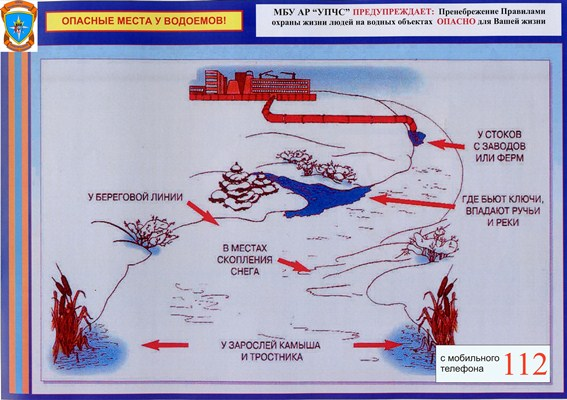 ОПАСНЫЕ МЕСТА У ВОДОЕМОВ!
МБУ АР “УПЧС” ПРЕДУПРЕЖДАЕТ: Пренебрежение Правилами
охраны жизни людей на водных объектах ОПАСНО для Вашей жизни
У СТОКОВ
С ЗАВОДОВ
ИЛИ ФЕРМ
У БЕРЕГОВОЙ ЛИНИИ
ГДЕ БЬЮТ КЛЮЧИ,
ВПАДАЮТ РУЧЬИ
И РЕКИ
В МЕСТАХ
СКОПЛЕНИЯ
СНЕГА
У ЗАРОСЛЕЙ КАМЫША
И ТРОСТНИКА
с мобильного
телефона 112